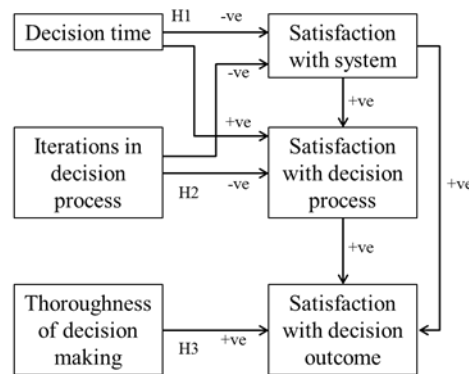 H1
-ve
Decision time
Satisfaction
with system
-ve
+ve
+ve
Iterations in
decision
process
Satisfaction
with decision
process
H2
-ve
+ve
+ve
Thoroughness
of decision
making
Satisfaction
with decision
outcome
+ve
H3